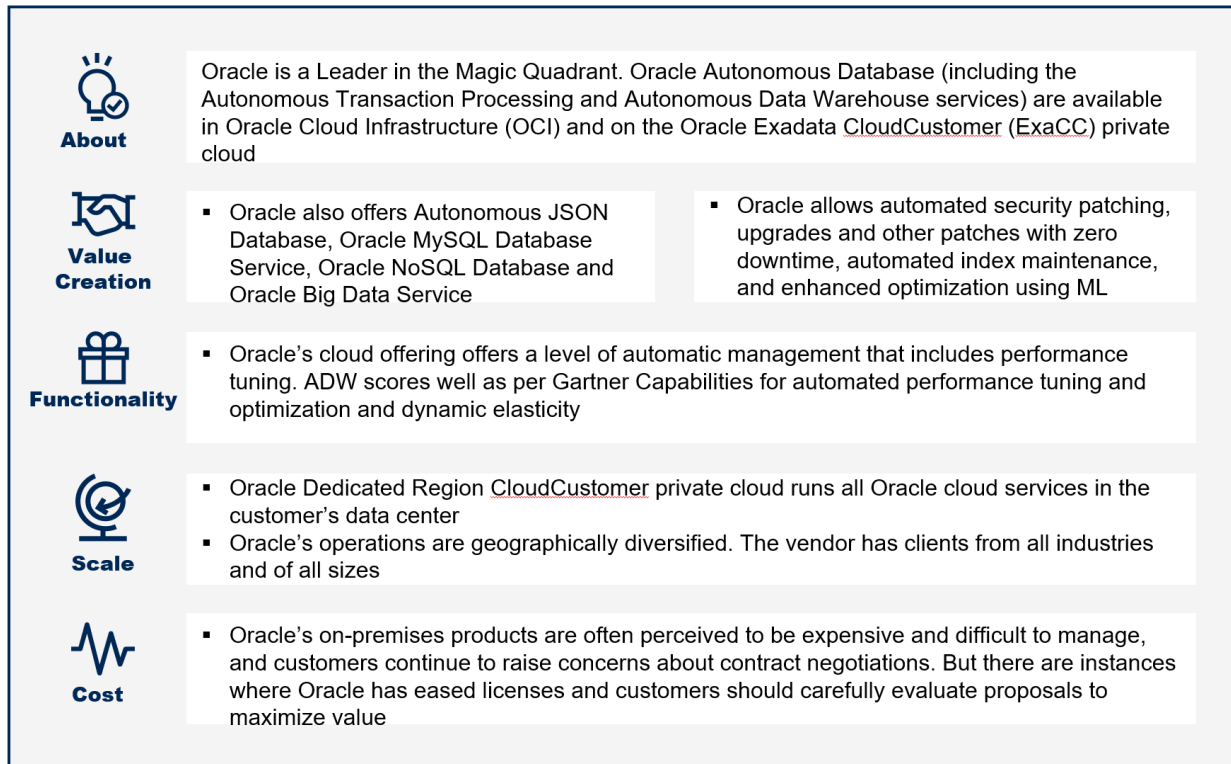 About
Oracle is a Leader in the Magic Quadrant. Oracle Autonomous Database (including the
Autonomous Transaction Processing and Autonomous Data Warehouse services) are available
in Oracle Cloud Infrastructure (OCI) and on the Oracle Exadata CloudCustomer (ExaCC) private
cloud
Value
Creation
▪ Oracle also offers Autonomous JSON
Database, Oracle MySQL Database
Service, Oracle NoSQL Database and
Oracle Big Data Service
▪ Oracle allows automated security patching,
upgrades and other patches with zero
downtime, automated index maintenance,
and enhanced optimization using ML
Functionality
▪ Oracle’s cloud offering offers a level of automatic management that includes performance
tuning. ADW scores well as per Gartner Capabilities for automated performance tuning and
optimization and dynamic elasticity
Scale
▪ Oracle Dedicated Region CloudCustomer private cloud runs all Oracle cloud services in the
customer’s data center
▪ Oracle’s operations are geographically diversified. The vendor has clients from all industries
and of all sizes
Cost
▪ Oracle’s on-premises products are often perceived to be expensive and difficult to manage,
and customers continue to raise concerns about contract negotiations. But there are instances
where Oracle has eased licenses and customers should carefully evaluate proposals to
maximize value